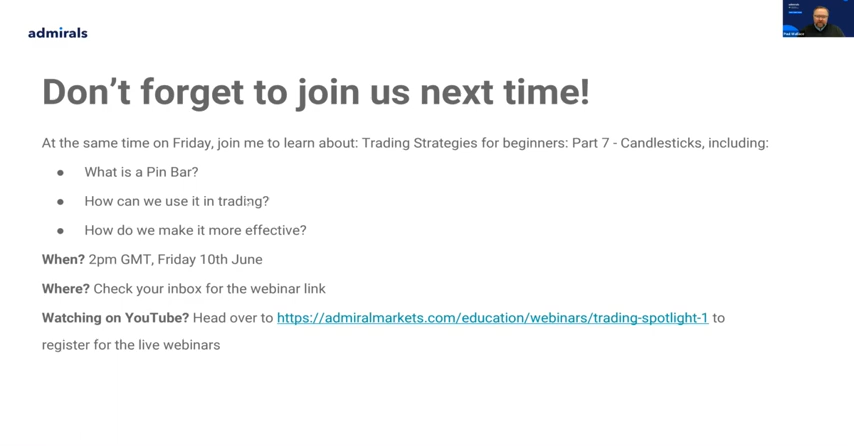 admirals
Don't forget to join us next time!
At the same time on Friday, join me to learn about: Trading Strategies for beginners: Part 7 - Candlesticks, including:
● What is a Pin Bar?
● How can we use it in trading?
● How do we make it more effective?
When? 2pm GMT, Friday 10th June
Where? Check your inbox for the webinar link
Watching on YouTube? Head over to https://admiralmarkets.com/education/webinars/trading-spotlight-1 to
register for the live webinars